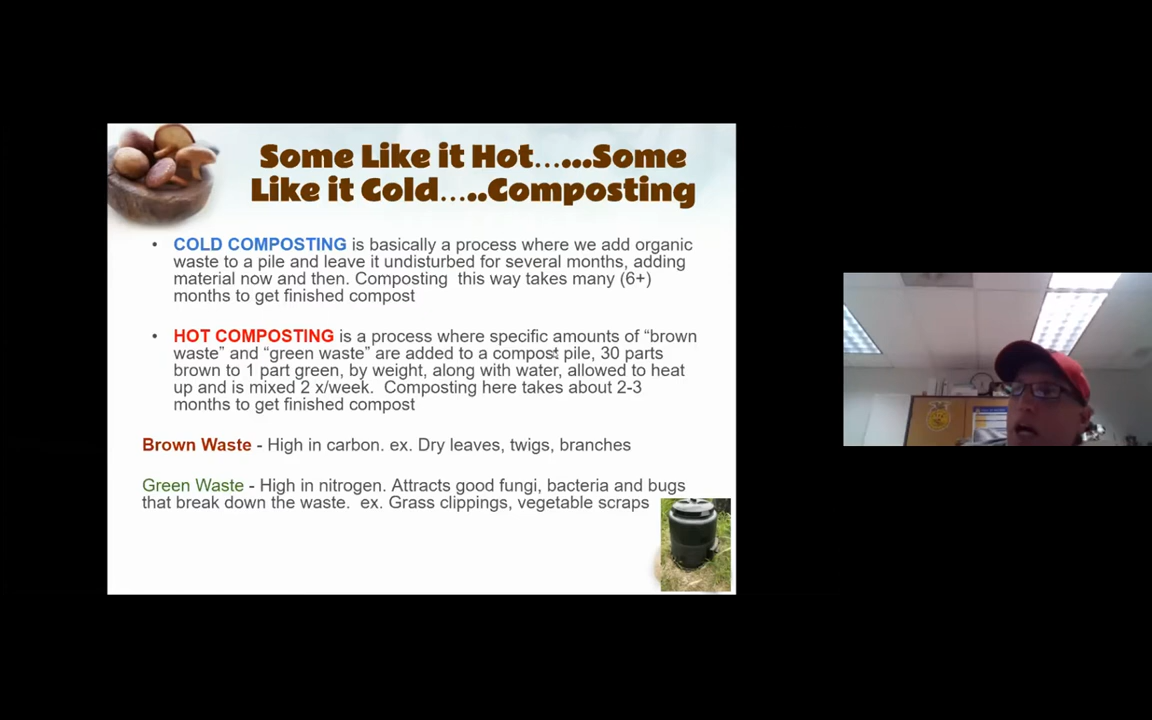 Some Like it Hot…...Some
Like it Cold…..Composting
• COLD COMPOSTING is basically a process where we add organic
waste to a pile and leave it undisturbed for several months, adding
material now and then. Composting  this way takes many (6+)
months to get finished compost
• HOT COMPOSTING is a process where specific amounts of “brown
waste” and “green waste” are added to a compost pile, 30 parts
brown to 1 part green, by weight, along with water, allowed to heat
up and is mixed 2 x/week.  Composting here takes about 2-3
months to get finished compost
Brown Waste - High in carbon. ex. Dry leaves, twigs, branches
Green Waste - High in nitrogen. Attracts good fungi, bacteria and bugs
that break down the waste.  ex. Grass clippings, vegetable scraps